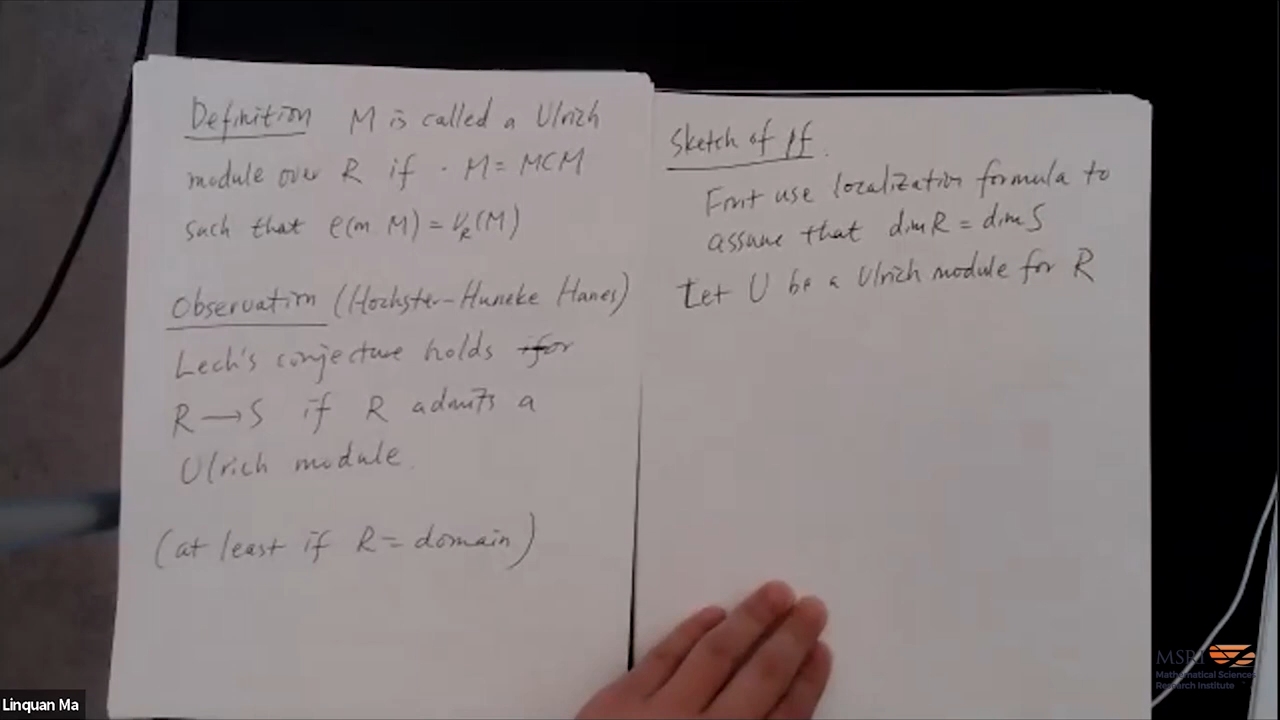 Definition M is called a Ulrich
module over R if · M = MCM
such that e(m M) = ν_R(M)
Observation (Hochster-Huneke Hanes)
Lech's conjecture holds for
R → S if R admits a
Ulrich module.
(at least if R = domain)
Sketch of pf.
First use localization formula to
assume that dim R = dim S
Let U be a Ulrich module for R
MSRI
Mathematical Sciences
Research Institute
Linquan Ma